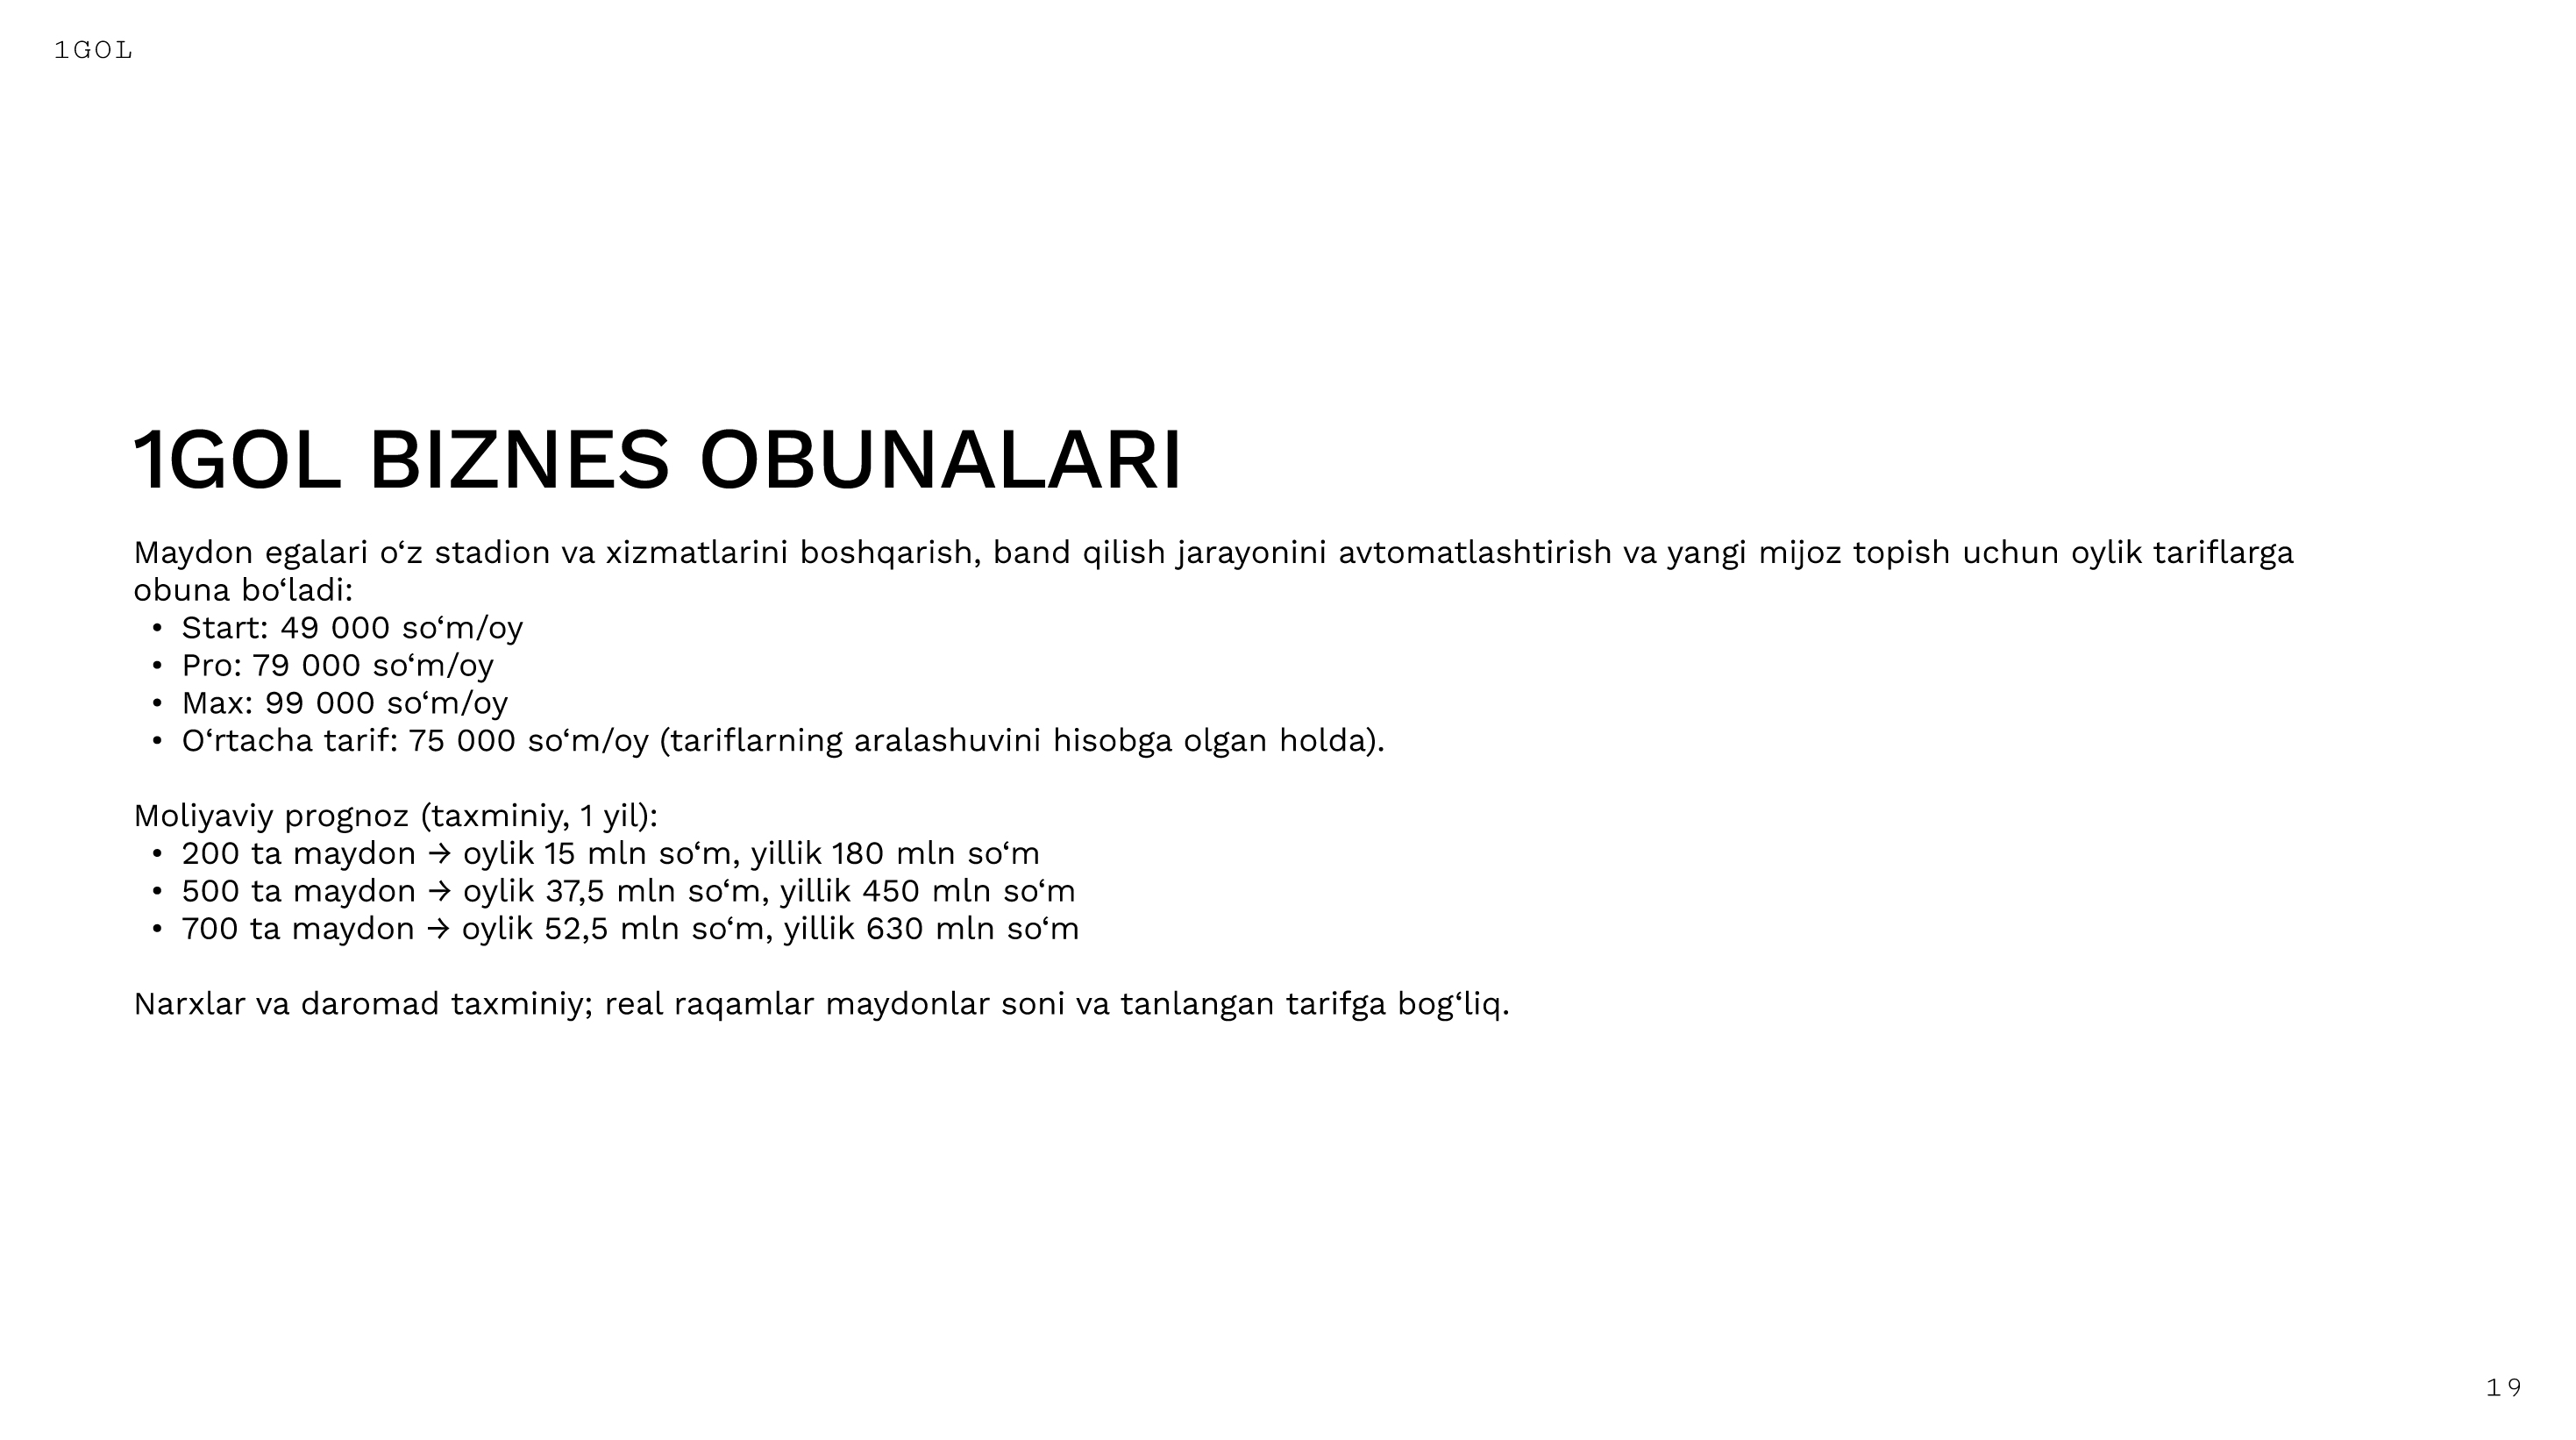 1GOL
1GOL BIZNES OBUNALARI
Maydon egalari o‘z stadion va xizmatlarini boshqarish, band qilish jarayonini avtomatlashtirish va yangi mijoz topish uchun oylik tariflarga
obuna bo‘ladi:
• Start: 49 000 so‘m/oy
• Pro: 79 000 so‘m/oy
• Max: 99 000 so‘m/oy
• O‘rtacha tarif: 75 000 so‘m/oy (tariflarning aralashuvini hisobga olgan holda).
Moliyaviy prognoz (taxminiy, 1 yil):
• 200 ta maydon → oylik 15 mln so‘m, yillik 180 mln so‘m
• 500 ta maydon → oylik 37,5 mln so‘m, yillik 450 mln so‘m
• 700 ta maydon → oylik 52,5 mln so‘m, yillik 630 mln so‘m
Narxlar va daromad taxminiy; real raqamlar maydonlar soni va tanlangan tarifga bog‘liq.
19